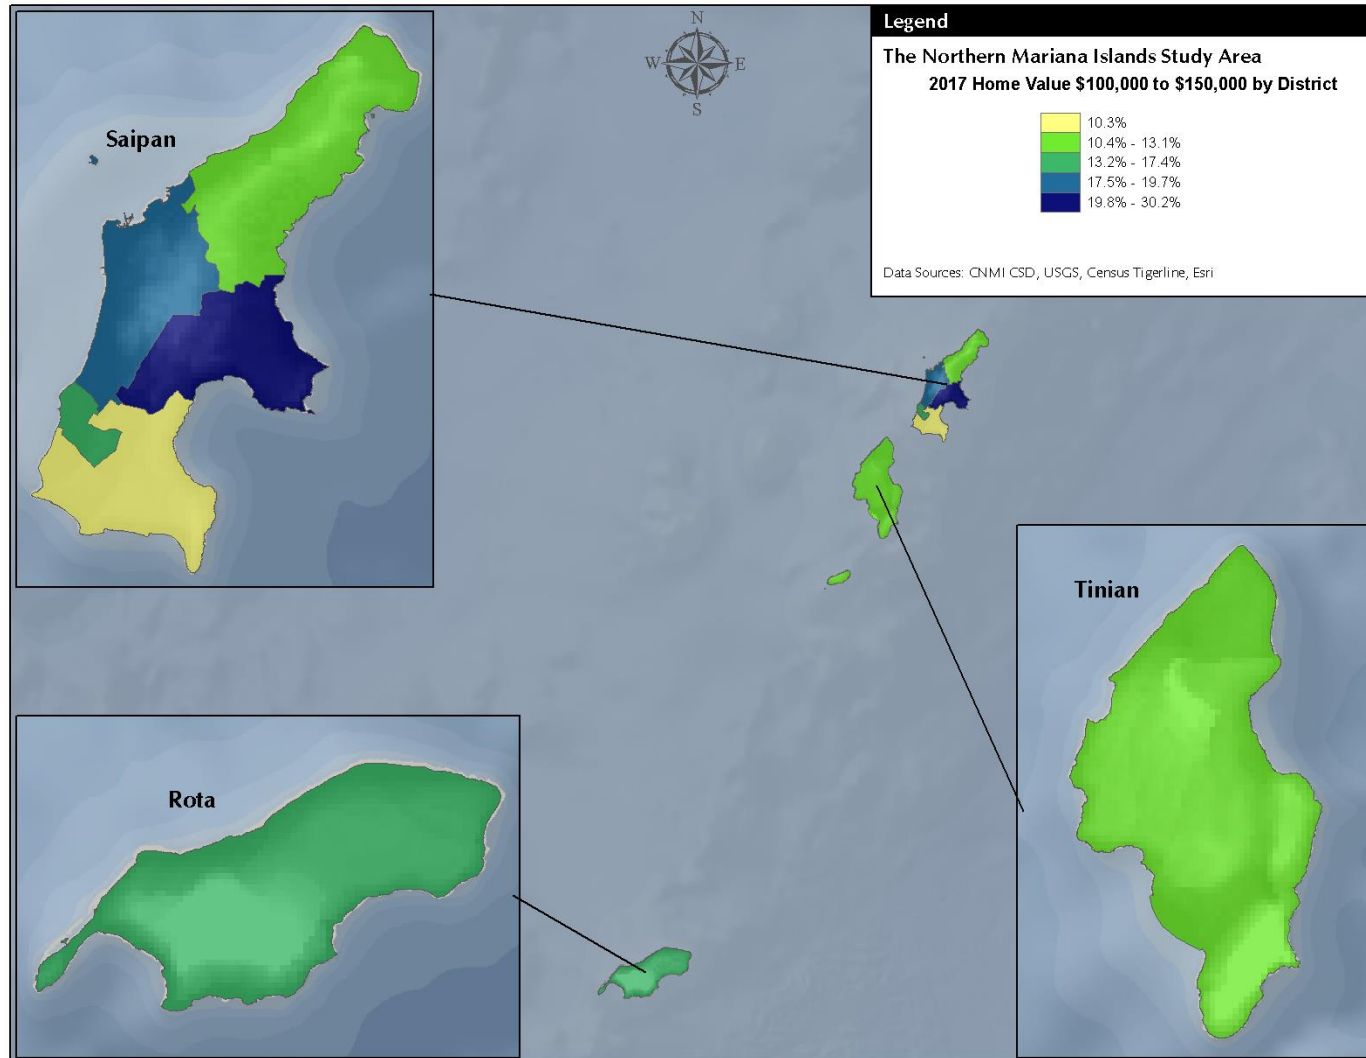 Legend
The Northern Mariana Islands Study Area
2017 Home Value $100,000 to $150,000 by District
10.3%
10.4% - 13.1%
13.2% - 17.4%
17.5% - 19.7%
19.8% - 30.2%
Data Sources: CNMI CSD, USGS, Census Tigerline, Esri
N
W E
S
Saipan
Tinian
Rota